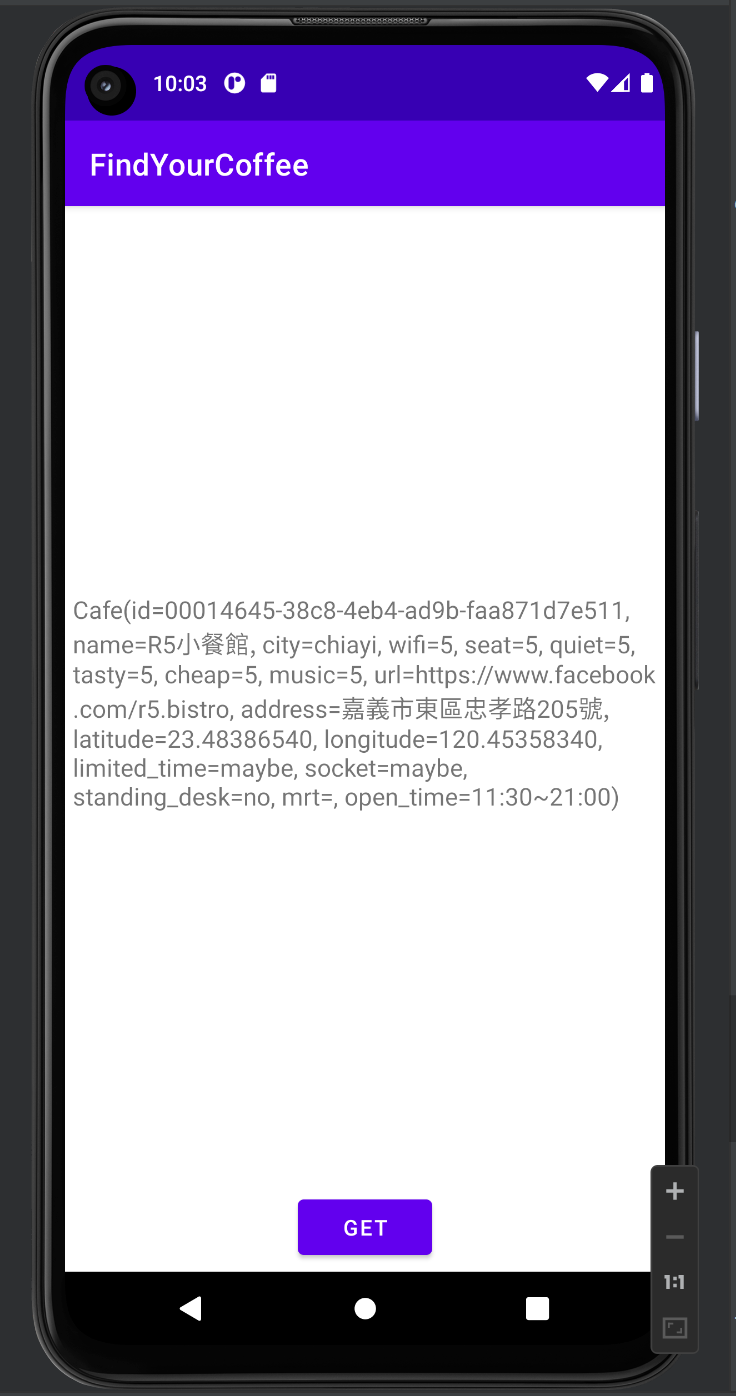 10:03
FindYourCoffee
Cafe(id=00014645-38c8-4eb4-ad9b-faa871d7e511,
name=R5小餐館, city=chiayi, wifi=5, seat=5, quiet=5,
tasty=5, cheap=5, music=5, url=https://www.facebook
.com/r5.bistro, address=嘉義市東區忠孝路205號,
latitude=23.48386540, longitude=120.45358340,
limited_time=maybe, socket=maybe,
standing_desk=no, mrt=, open_time=11:30~21:00)
GET
1:1